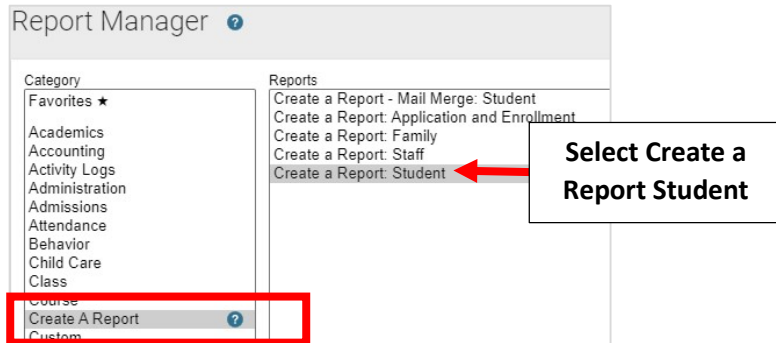 Report Manager ?
Category
Favorites ★
Academics
Accounting
Activity Logs
Administration
Admissions
Attendance
Behavior
Child Care
Class
Course
Create A Report ?
Custom
Reports
Create a Report - Mail Merge: Student
Create a Report: Application and Enrollment
Create a Report: Family
Create a Report: Staff
Create a Report: Student
Select Create a
Report Student